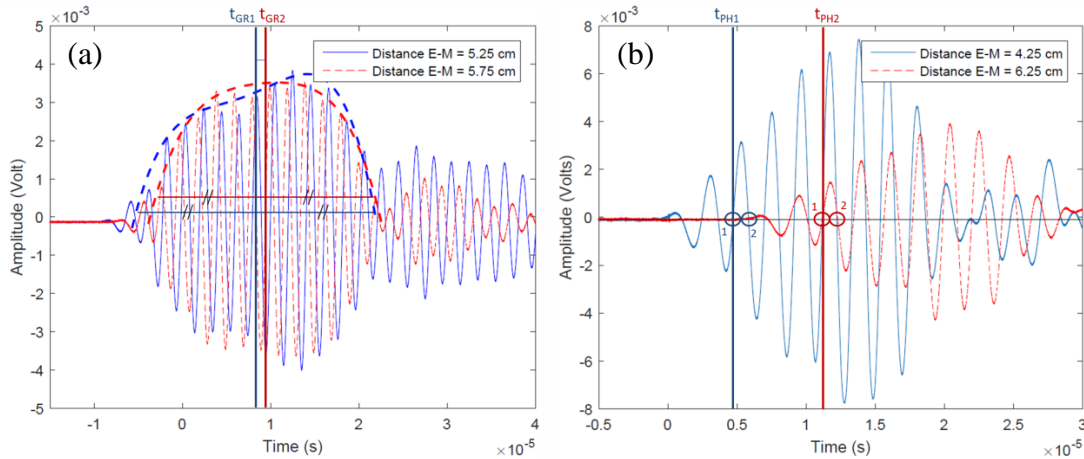 t_GR1 t_GR2
×10⁻³
(a)
Distance E-M = 5.25 cm
Distance E-M = 5.75 cm
5
4
3
2
1
0
-1
-2
-3
-4
-5
Amplitude (Volt)
-1 0 1 2 3 4
Time (s)
×10⁻⁵
t_PH1 t_PH2
×10⁻³
(b)
Distance E-M = 4.25 cm
Distance E-M = 6.25 cm
8
6
4
2
0
-2
-4
-6
-8
Amplitude (Volts)
1 2 1 2
-0.5 0 0.5 1 1.5 2 2.5 3
Time (s)
×10⁻⁵